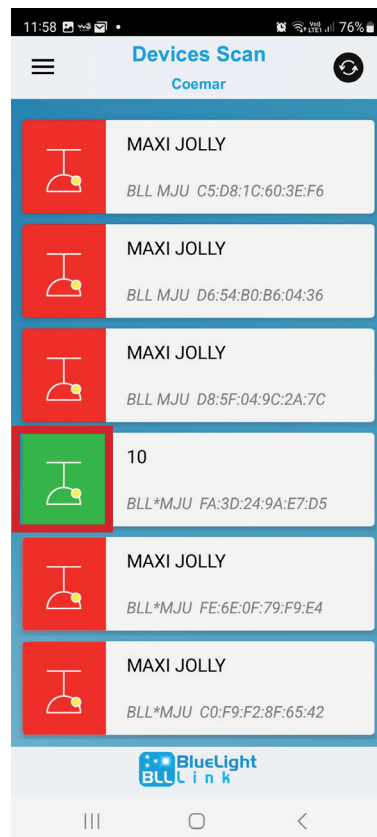 11:58
Vo)) LTE1 76%
Devices Scan
Coemar
MAXI JOLLY
BLL MJU C5:D8:1C:60:3E:F6
MAXI JOLLY
BLL MJU D6:54:B0:B6:04:36
MAXI JOLLY
BLL MJU D8:5F:04:9C:2A:7C
10
BLL*MJU FA:3D:24:9A:E7:D5
MAXI JOLLY
BLL*MJU FE:6E:0F:79:F9:E4
MAXI JOLLY
BLL*MJU C0:F9:F2:8F:65:42
BLL BlueLight
Link